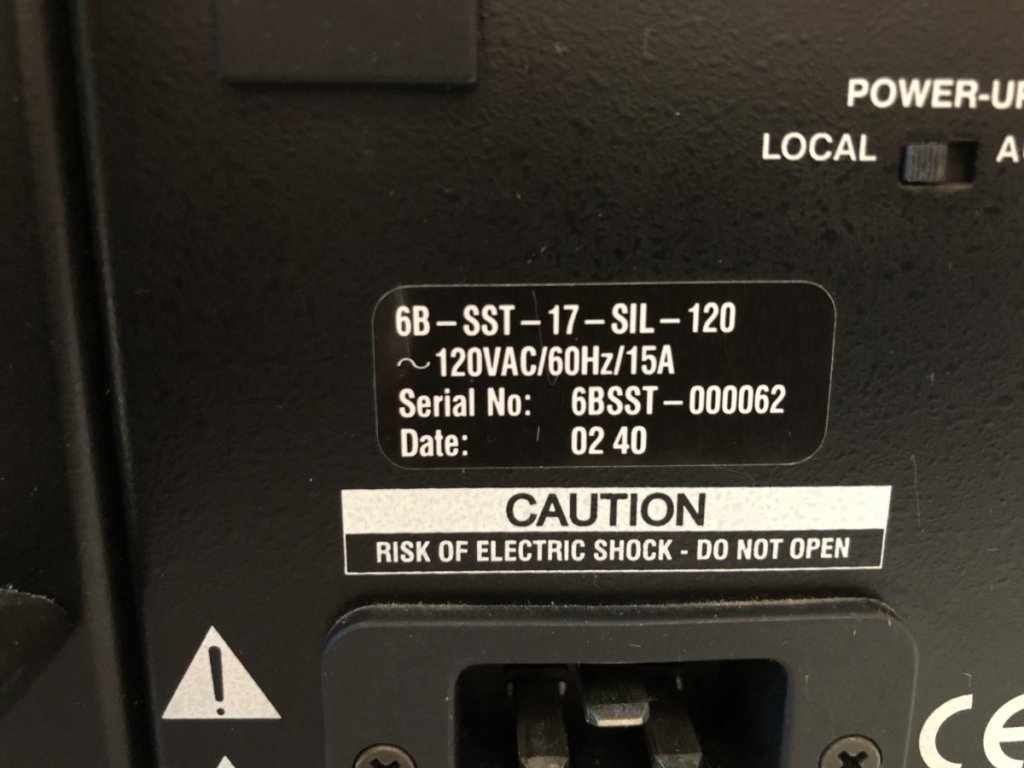 POWER-UP
LOCAL
6B – SST – 17 – SIL – 120
~ 120VAC/60Hz/15A
Serial No: 6BSST – 000062
Date: 02 40
CAUTION
RISK OF ELECTRIC SHOCK - DO NOT OPEN
!
CE